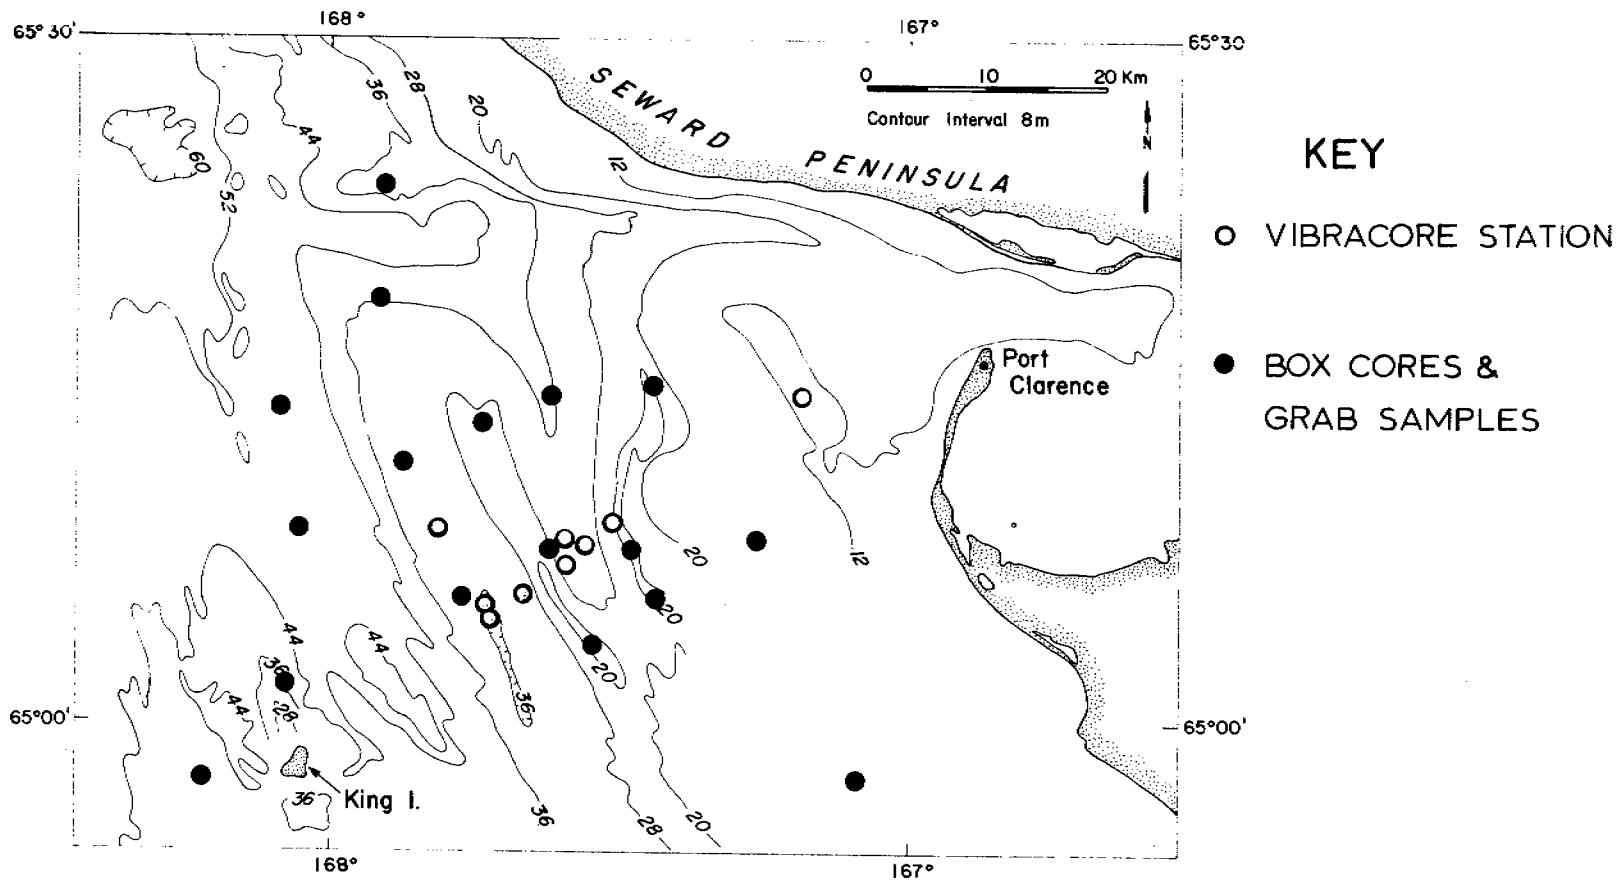 168°
167°
65° 30'
65° 30
0 10 20 Km
Contour Interval 8m
N
SEWARD PENINSULA
KEY
VIBRACORE STATION
BOX CORES &
GRAB SAMPLES
36
28
20
12
44
60
52
Port
Clarence
20
12
20
44
44
36
44
28
20
36
65°00'
65°00'
King I.
36
36
28
20
168°
167°